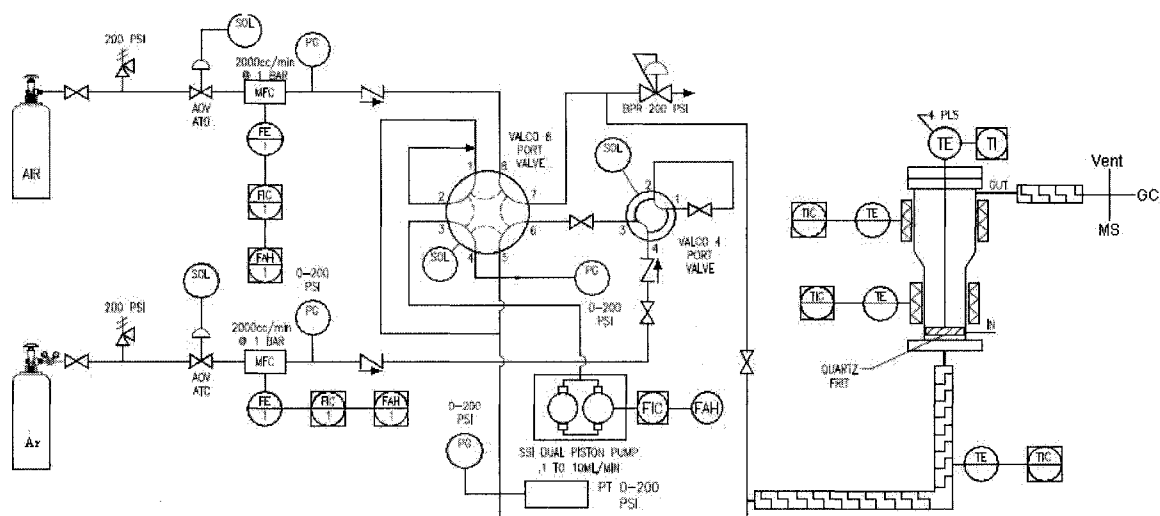 200 PSI
SOL
PG
2000cc/min
@ 1 BAR
MFC
AOV
ATO
AIR
FE
1
FIC
1
FAH
1
0-200
PSI
VALCO 8
PORT
VALVE
1
2
3
4
5
6
7
8
SOL
BPR 200 PSI
SOL
2
1
3
4
VALCO 4
PORT
VALVE
PG
0-200
PSI
200 PSI
SOL
PG
2000cc/min
@ 1 BAR
MFC
AOV
ATC
Ar
FE
1
FIC
1
FAH
1
0-200
PSI
PG
FIC
FAH
SSI DUAL PISTON PUMP
.1 TO 10ML/MIN
PT 0-200
PSI
4 PLS
TE
TI
OUT
Vent
GC
MS
TIC
TE
TIC
TE
IN
QUARTZ
FRIT
TE
TIC